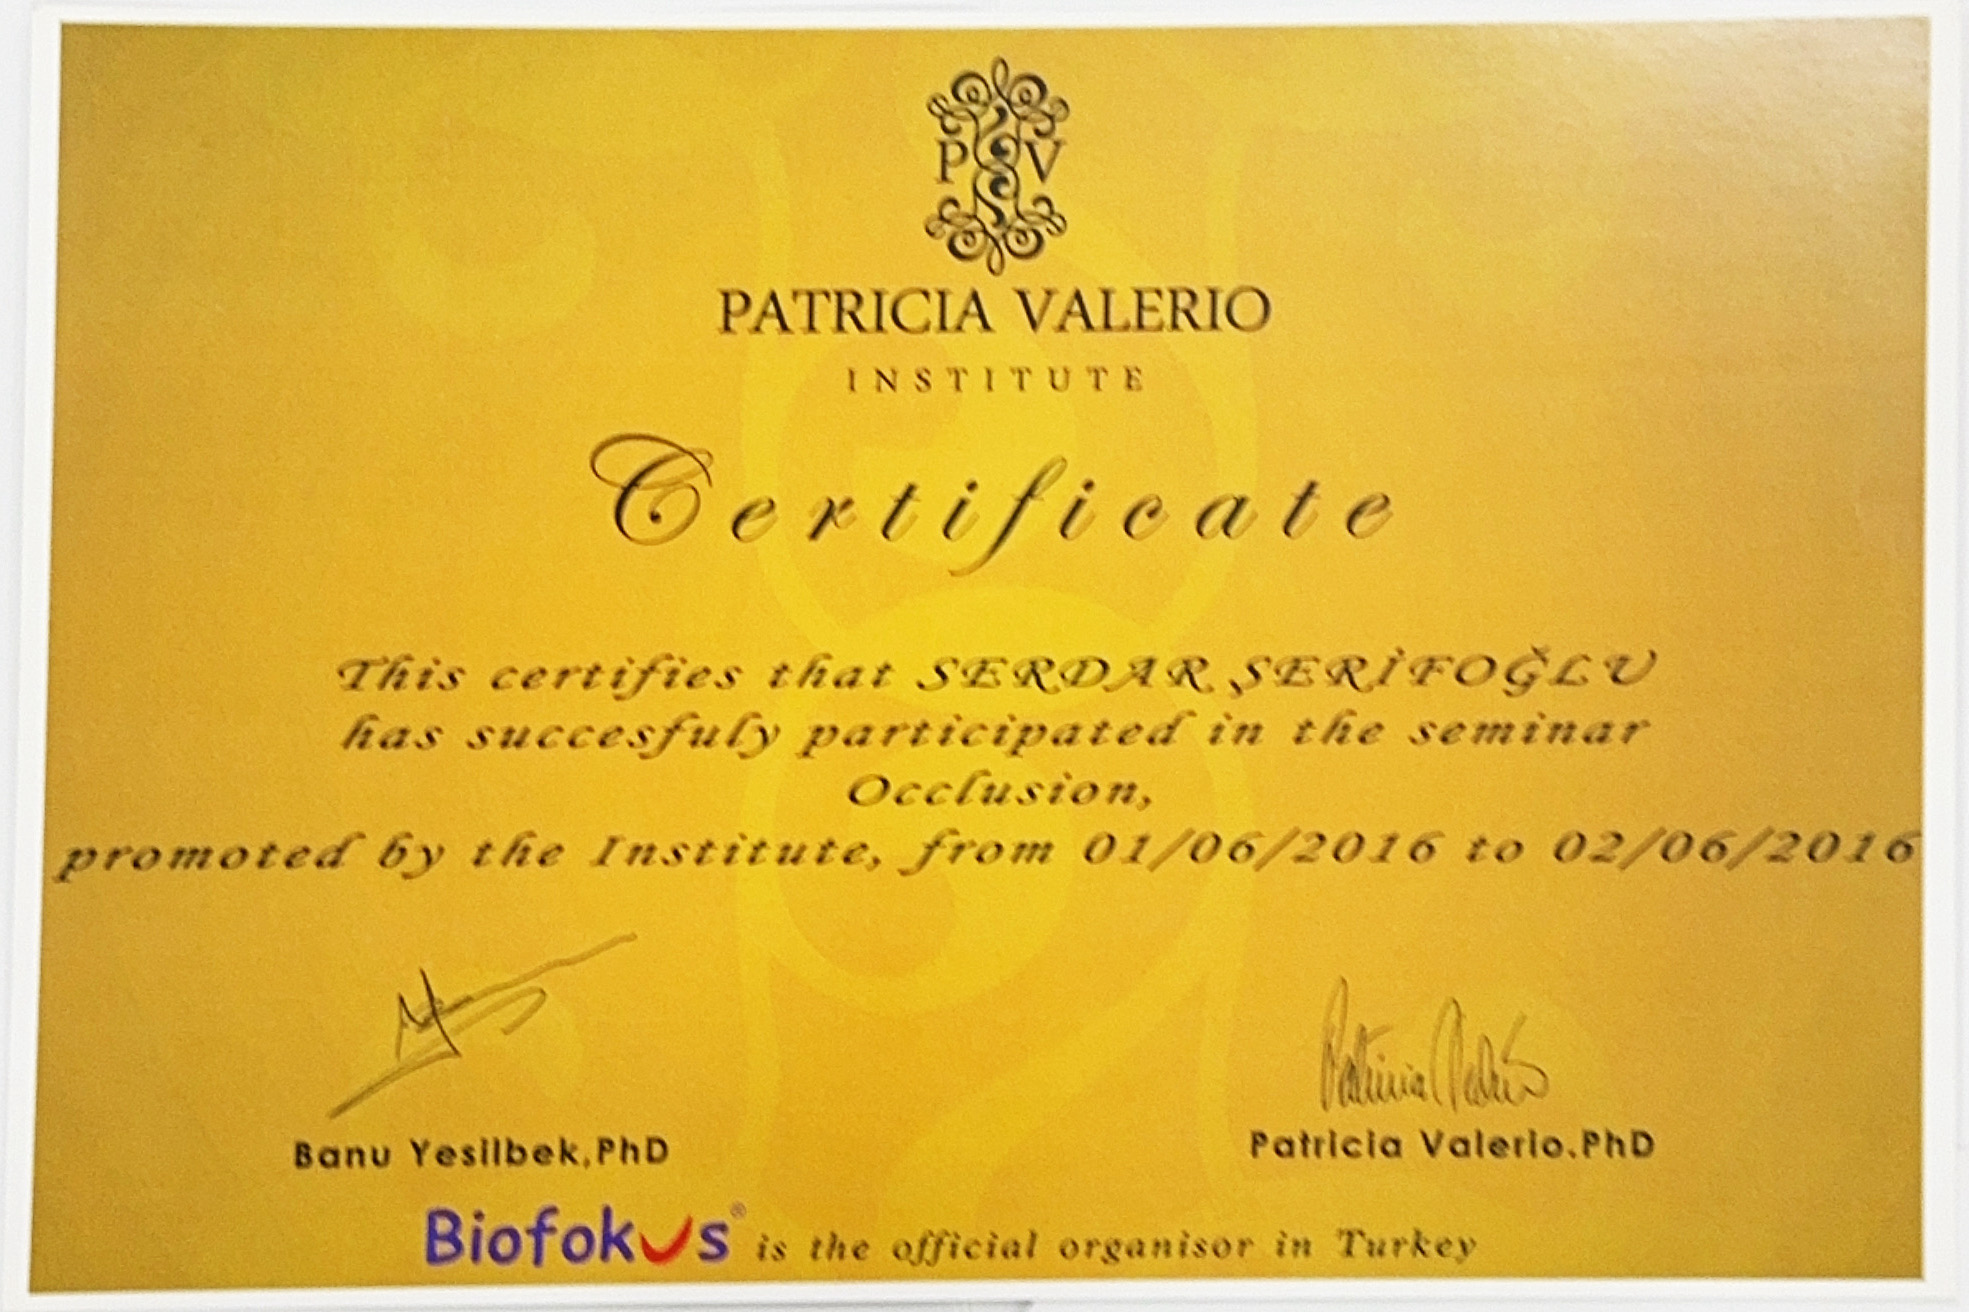 P V
PATRICIA VALERIO
INSTITUTE
Certificate
This certifies that SERDAR ŞERİFOĞLU
has succesfuly participated in the seminar
Occlusion,
promoted by the Institute, from 01/06/2016 to 02/06/2016
Patricia Valério
Banu Yesilbek,PhD
Patricia Valerio.PhD
Biofokus® is the official organisor in Turkey